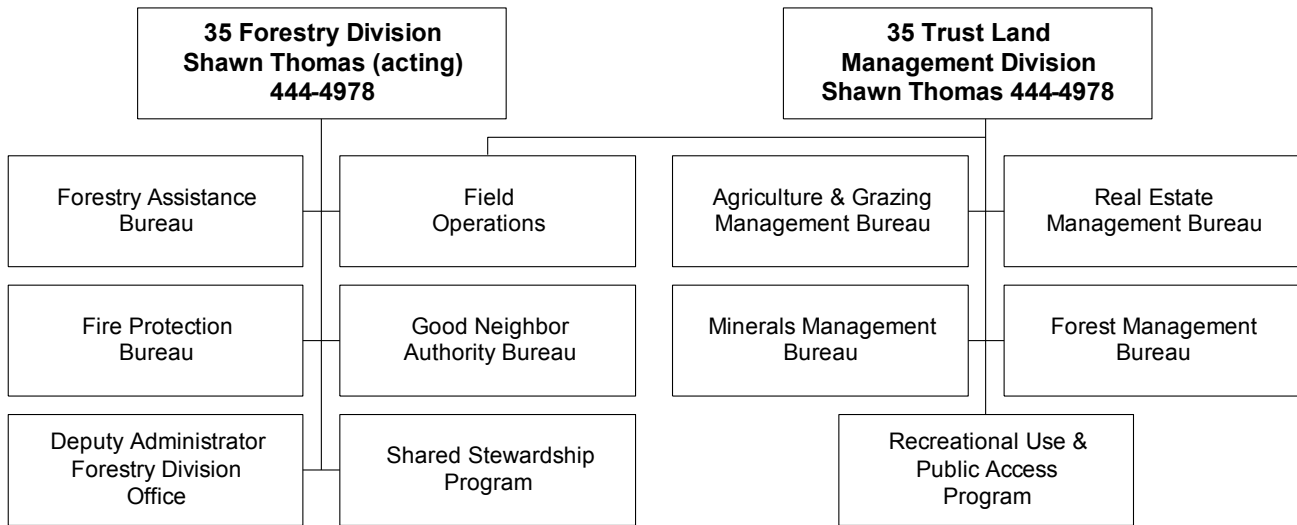 35 Forestry Division
Shawn Thomas (acting)
444-4978
35 Trust Land
Management Division
Shawn Thomas 444-4978
Forestry Assistance
Bureau
Field
Operations
Agriculture & Grazing
Management Bureau
Real Estate
Management Bureau
Fire Protection
Bureau
Good Neighbor
Authority Bureau
Minerals Management
Bureau
Forest Management
Bureau
Deputy Administrator
Forestry Division
Office
Shared Stewardship
Program
Recreational Use &
Public Access
Program